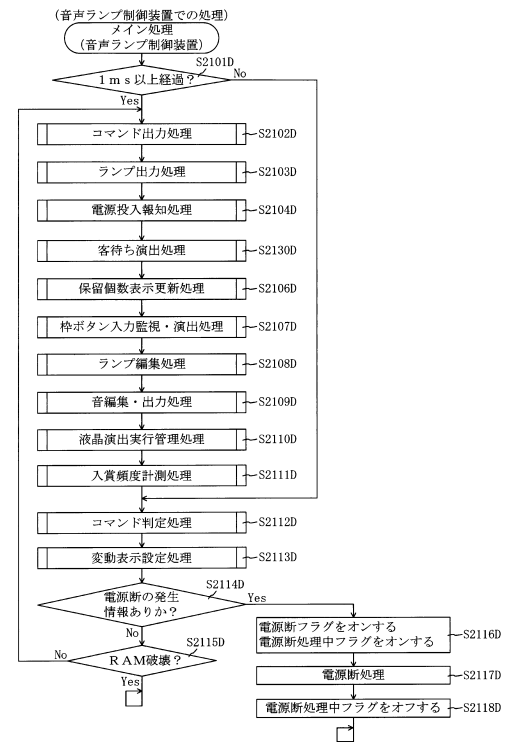 (音声ランプ制御装置での処理)
メイン処理
(音声ランプ制御装置)
S2101D
1ms以上経過?
No
Yes
コマンド出力処理 S2102D
ランプ出力処理 S2103D
電源投入報知処理 S2104D
客待ち演出処理 S2130D
保留個数表示更新処理 S2106D
枠ボタン入力監視・演出処理 S2107D
ランプ編集処理 S2108D
音編集・出力処理 S2109D
液晶演出実行管理処理 S2110D
入賞頻度計測処理 S2111D
コマンド判定処理 S2112D
変動表示設定処理 S2113D
S2114D
電源断の発生
情報ありか?
Yes
No
S2115D
RAM破壊?
No
Yes
電源断フラグをオンする
電源断処理中フラグをオンする
S2116D
電源断処理 S2117D
電源断処理中フラグをオフする S2118D